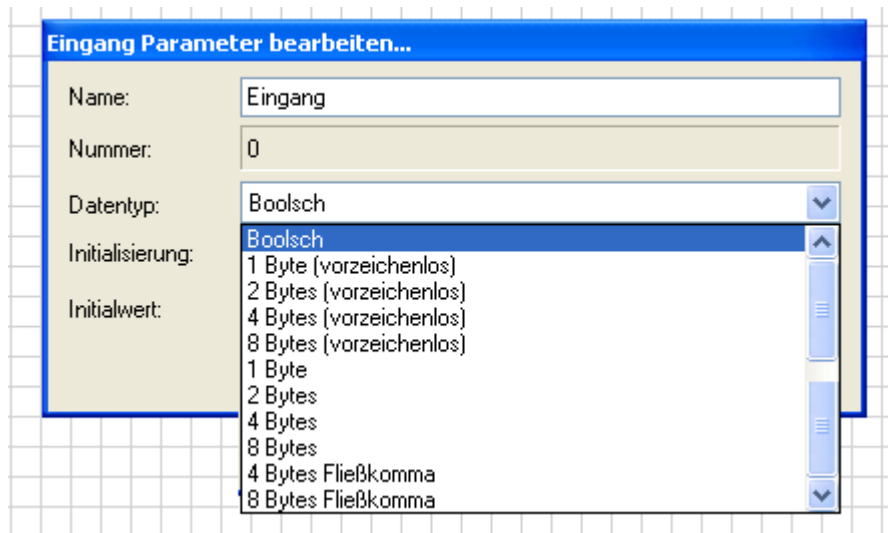 Eingang Parameter bearbeiten...
Name: Eingang
Nummer: 0
Datentyp: Boolsch
Initialisierung:
Initialwert:
Boolsch
1 Byte (vorzeichenlos)
2 Bytes (vorzeichenlos)
4 Bytes (vorzeichenlos)
8 Bytes (vorzeichenlos)
1 Byte
2 Bytes
4 Bytes
8 Bytes
4 Bytes Fließkomma
8 Bytes Fließkomma